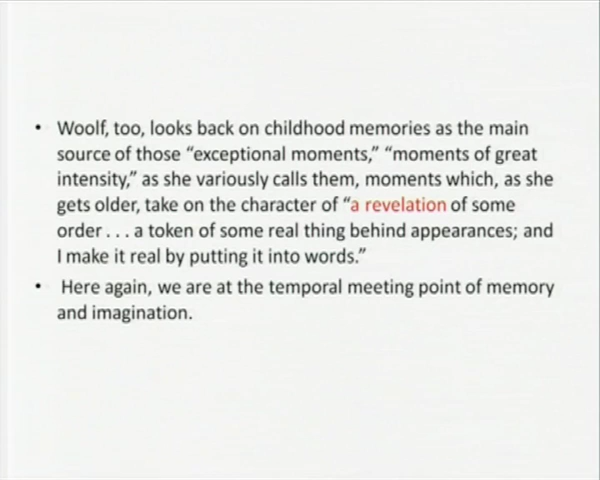 • Woolf, too, looks back on childhood memories as the main
source of those “exceptional moments,” “moments of great
intensity,” as she variously calls them, moments which, as she
gets older, take on the character of “a revelation of some
order . . . a token of some real thing behind appearances; and
I make it real by putting it into words.”
• Here again, we are at the temporal meeting point of memory
and imagination.